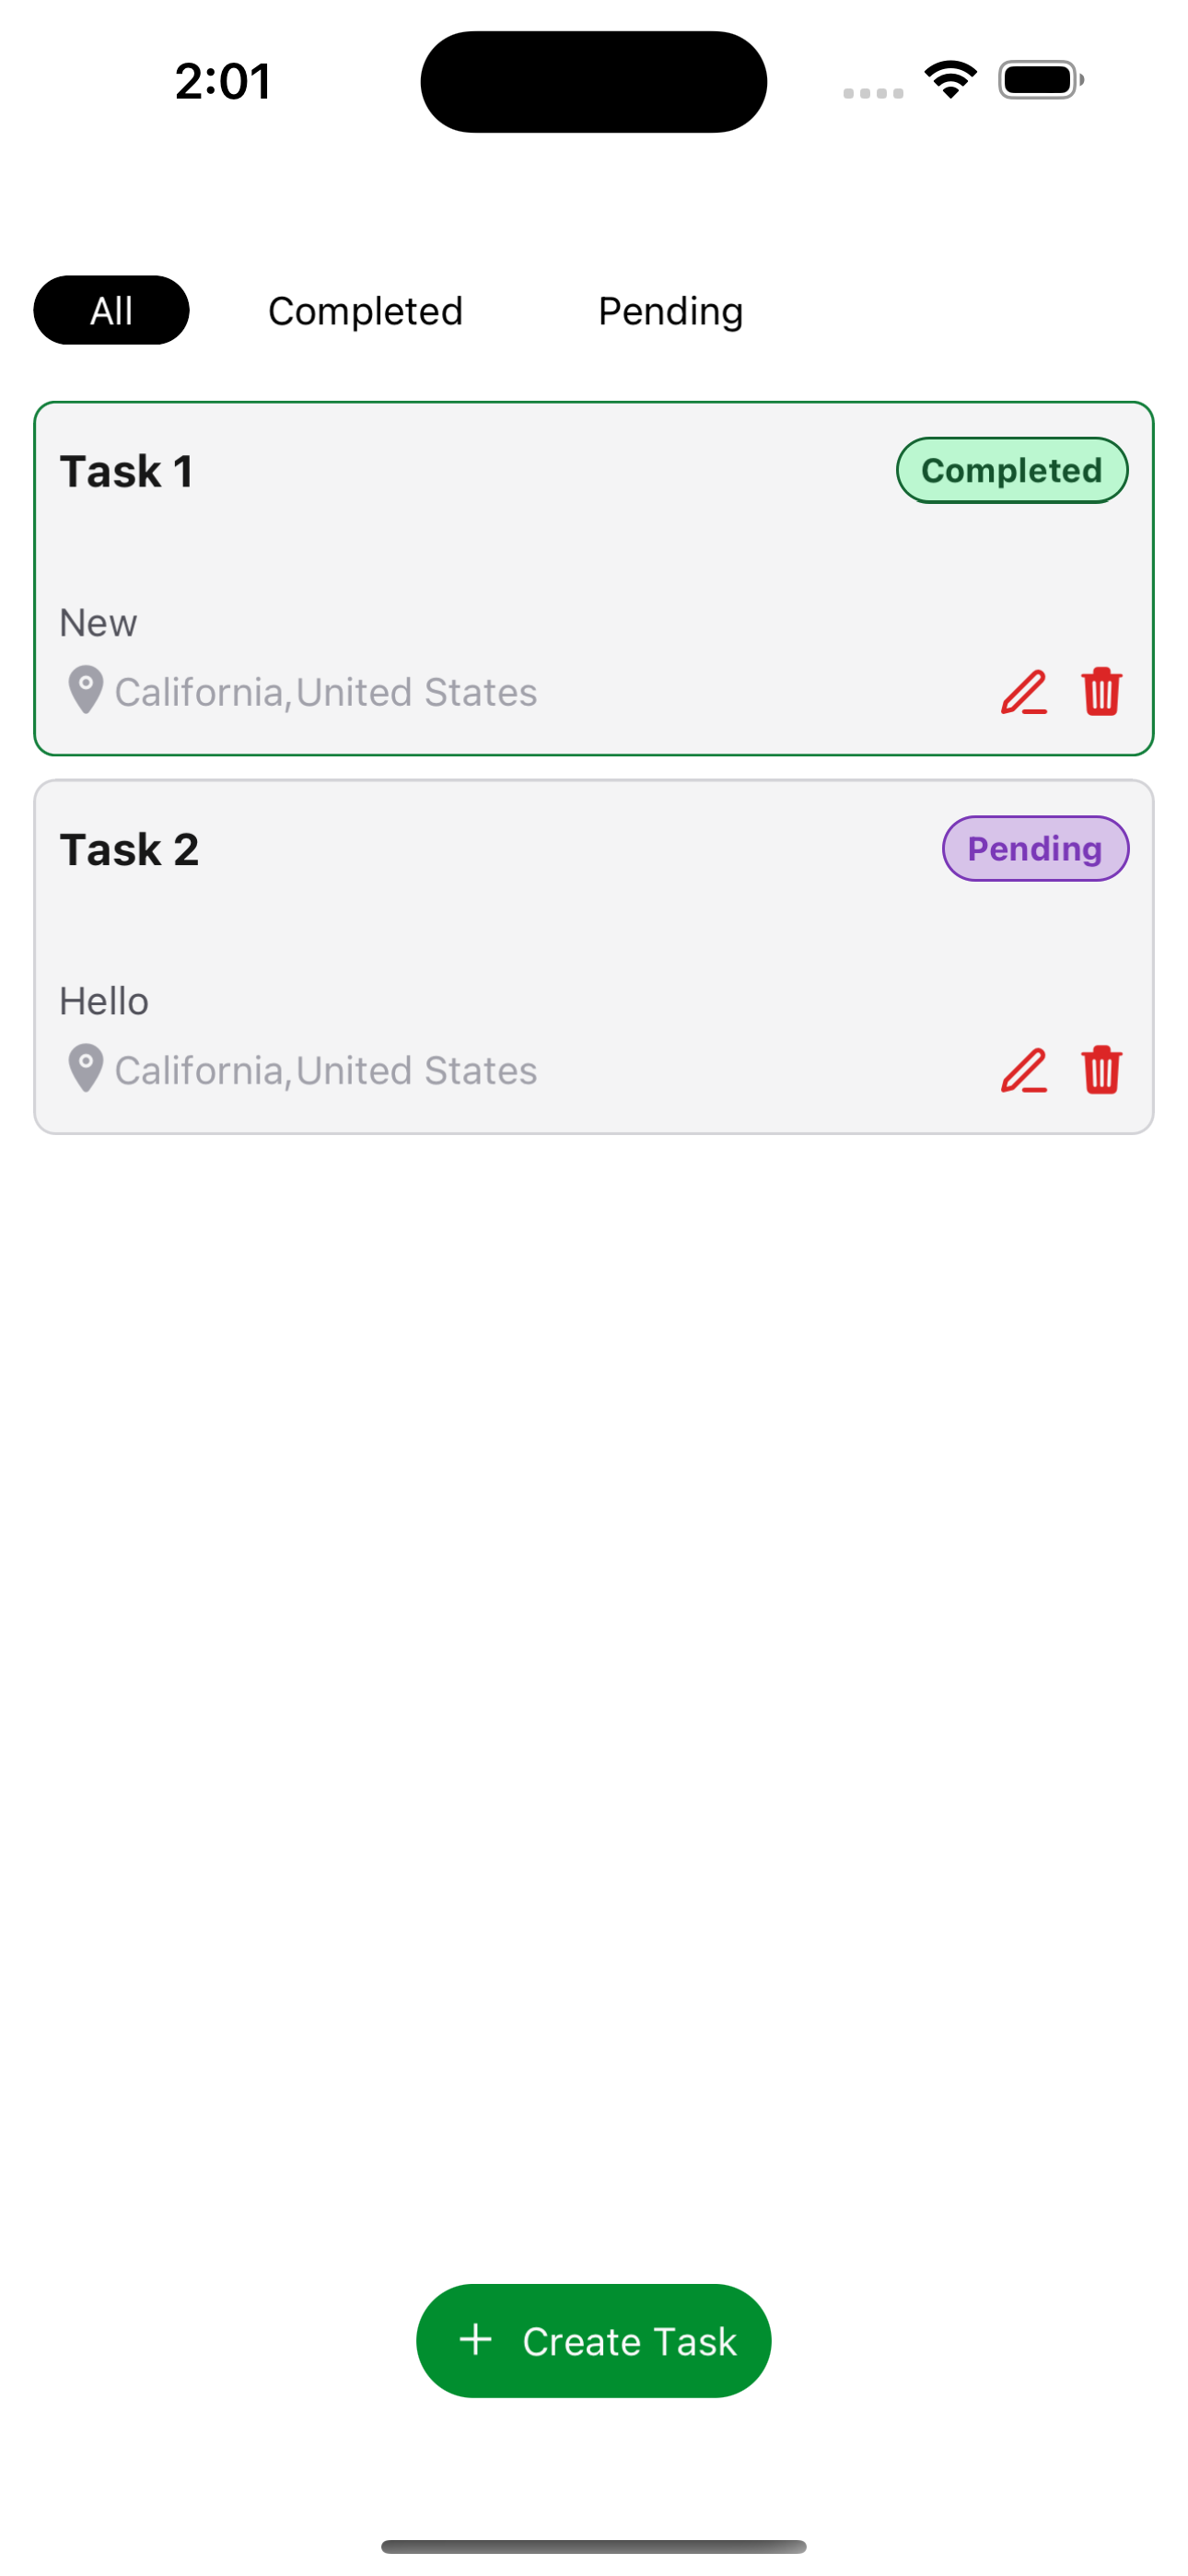 2:01
All Completed Pending
Task 1 Completed
New
California,United States
Task 2 Pending
Hello
California,United States
+ Create Task